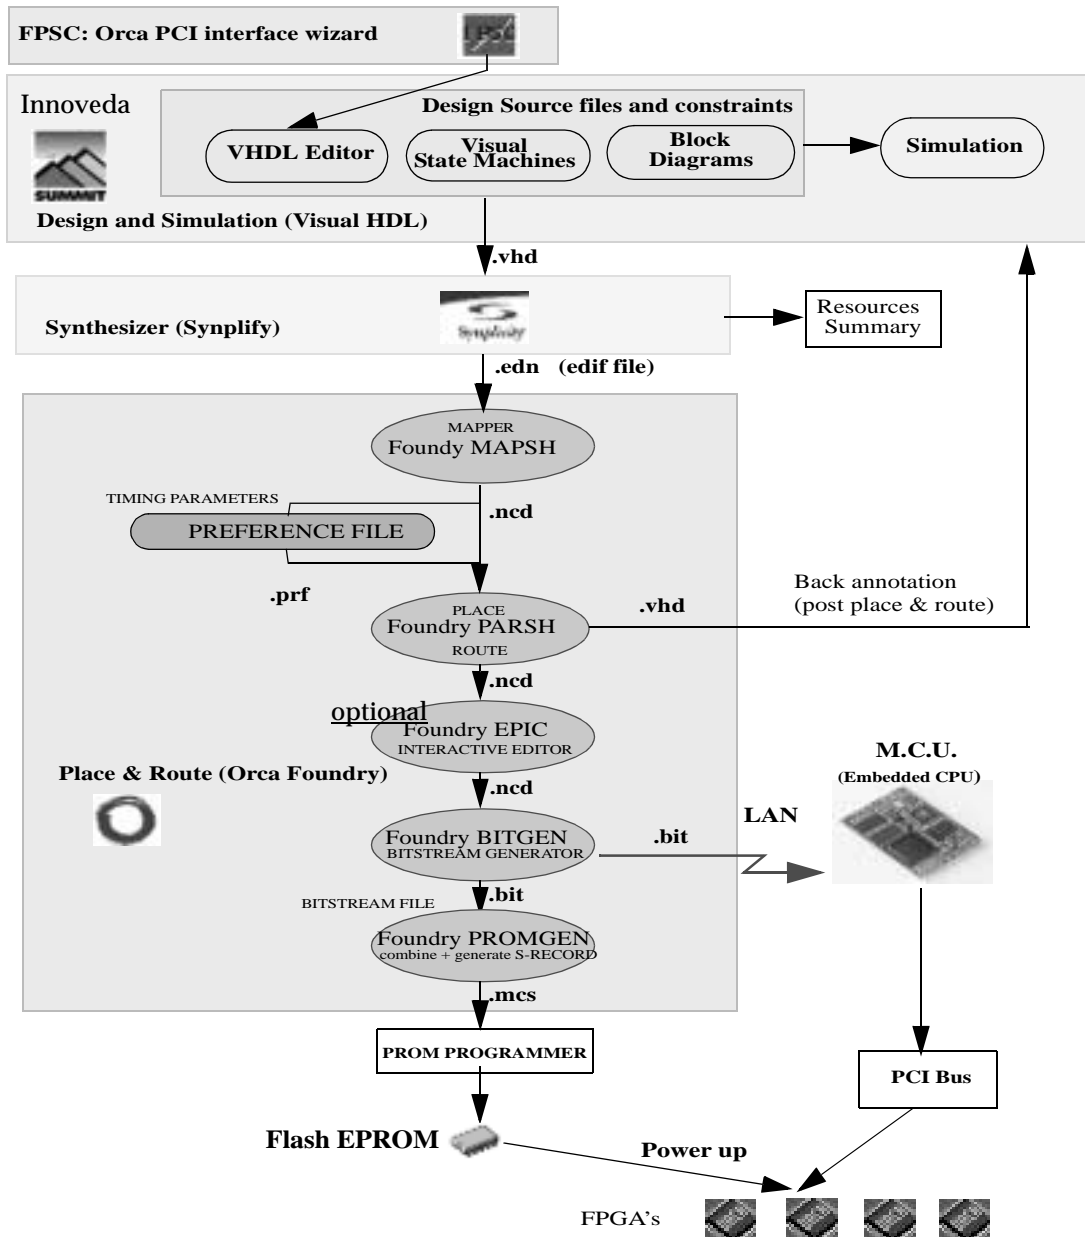 FPSC: Orca PCI interface wizard
FPSC
Innoveda
Design Source files and constraints
VHDL Editor
Visual
State Machines
Block
Diagrams
Simulation
SUMMIT
Design and Simulation (Visual HDL)
.vhd
Synthesizer (Synplify)
Synplicity
Resources
Summary
.edn (edif file)
MAPPER
Foundy MAPSH
TIMING PARAMETERS
PREFERENCE FILE
.ncd
.prf
PLACE
Foundry PARSH
ROUTE
.vhd
Back annotation
(post place & route)
.ncd
optional
Foundry EPIC
INTERACTIVE EDITOR
Place & Route (Orca Foundry)
.ncd
M.C.U.
(Embedded CPU)
LAN
Foundry BITGEN
BITSTREAM GENERATOR
.bit
.bit
BITSTREAM FILE
Foundry PROMGEN
combine + generate S-RECORD
.mcs
PROM PROGRAMMER
PCI Bus
Flash EPROM
Power up
FPGA's